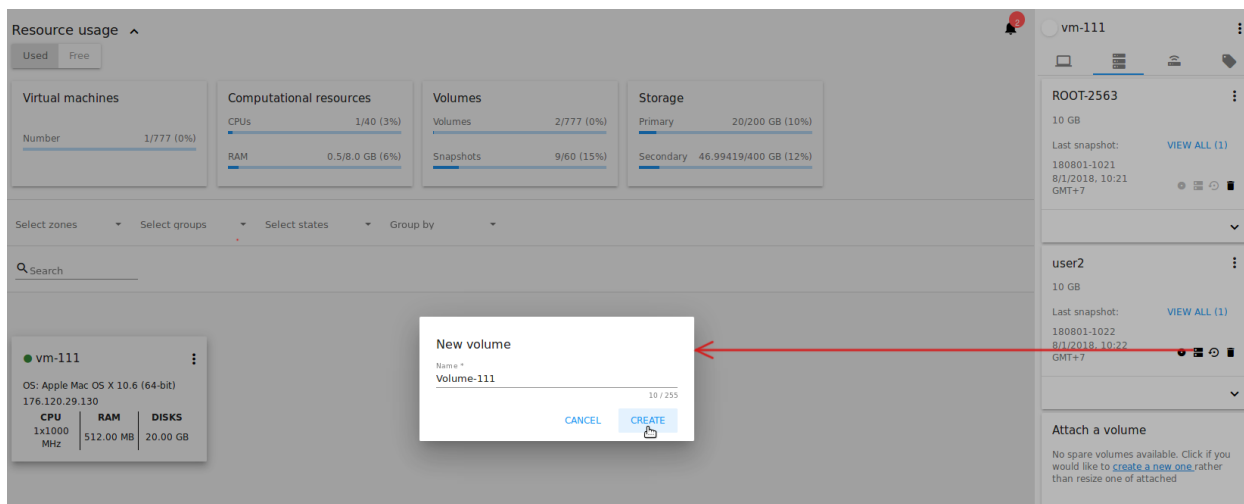 Resource usage
2
Used Free
Virtual machines
Number 1/777 (0%)
Computational resources
CPUs 1/40 (3%)
RAM 0.5/8.0 GB (6%)
Volumes
Volumes 2/777 (0%)
Snapshots 9/60 (15%)
Storage
Primary 20/200 GB (10%)
Secondary 46.99419/400 GB (12%)
Select zones Select groups Select states Group by
Search
vm-111
OS: Apple Mac OS X 10.6 (64-bit)
176.120.29.130
CPU RAM DISKS
1x1000 MHz 512.00 MB 20.00 GB
New volume
Name *
Volume-111
10 / 255
CANCEL CREATE
vm-111
ROOT-2563
10 GB
Last snapshot: VIEW ALL (1)
180801-1021
8/1/2018, 10:21
GMT+7
user2
10 GB
Last snapshot: VIEW ALL (1)
180801-1022
8/1/2018, 10:22
GMT+7
Attach a volume
No spare volumes available. Click if you
would like to create a new one rather
than resize one of attached